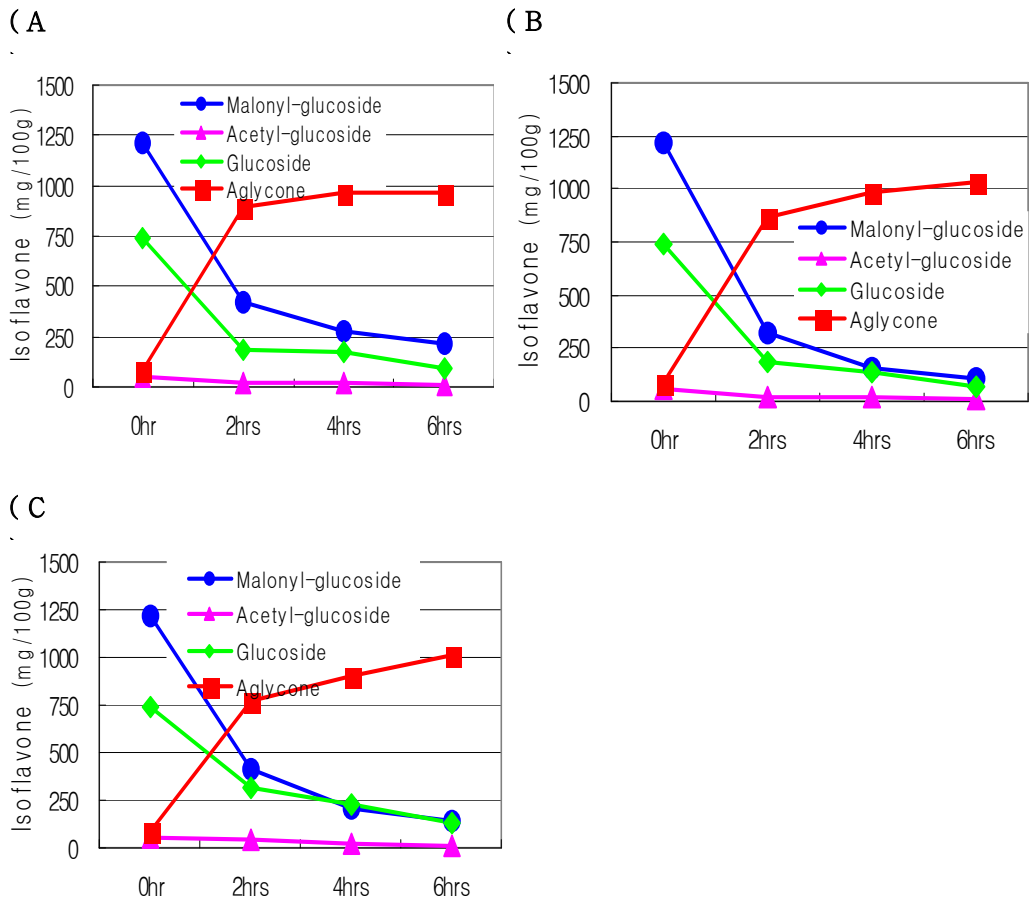 (A
(B
Isoflavone (mg/100g)
1500
1250
1000
750
500
250
0
Malonyl-glucoside
Acetyl-glucoside
Glucoside
Aglycone
0hr 2hrs 4hrs 6hrs
Isoflavone (mg/100g)
1500
1250
1000
750
500
250
0
Malonyl-glucoside
Acetyl-glucoside
Glucoside
Aglycone
0hr 2hrs 4hrs 6hrs
(C
Isoflavone (mg/100g)
1500
1250
1000
750
500
250
0
Malonyl-glucoside
Acetyl-glucoside
Glucoside
Aglycone
0hr 2hrs 4hrs 6hrs